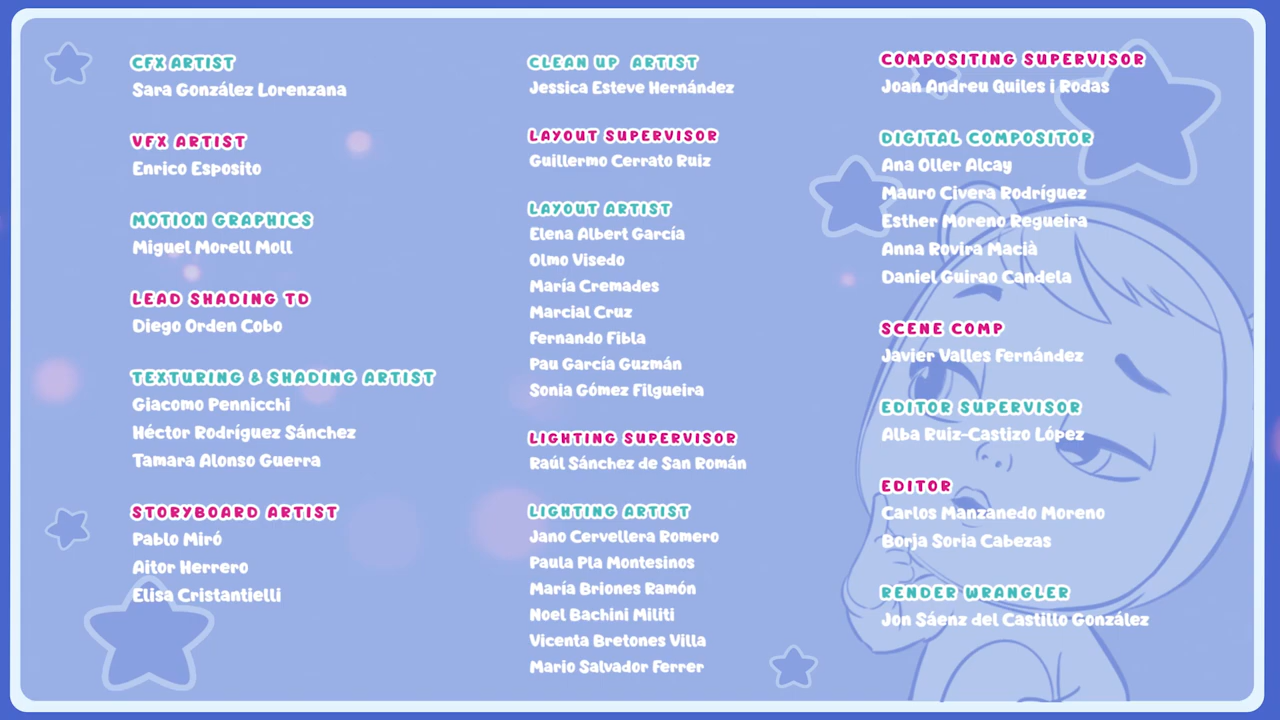 CFX ARTIST
Sara González Lorenzana
VFX ARTIST
Enrico Esposito
MOTION GRAPHICS
Miguel Morell Moll
LEAD SHADING TD
Diego Orden Cobo
TEXTURING & SHADING ARTIST
Giacomo Pennicchi
Héctor Rodríguez Sánchez
Tamara Alonso Guerra
STORYBOARD ARTIST
Pablo Miró
Aitor Herrero
Elisa Cristantielli
CLEAN UP ARTIST
Jessica Esteve Hernández
LAYOUT SUPERVISOR
Guillermo Cerrato Ruiz
LAYOUT ARTIST
Elena Albert García
Olmo Visedo
María Cremades
Marcial Cruz
Fernando Fibla
Pau García Guzmán
Sonia Gómez Filgueira
LIGHTING SUPERVISOR
Raúl Sánchez de San Román
LIGHTING ARTIST
Jano Cervellera Romero
Paula Pla Montesinos
María Briones Ramón
Noel Bachini Militi
Vicenta Bretones Villa
Mario Salvador Ferrer
COMPOSITING SUPERVISOR
Joan Andreu Quiles i Rodas
DIGITAL COMPOSITOR
Ana Oller Alcay
Mauro Civera Rodríguez
Esther Moreno Regueira
Anna Rovira Macià
Daniel Guirao Candela
SCENE COMP
Javier Valles Fernández
EDITOR SUPERVISOR
Alba Ruiz-Castizo López
EDITOR
Carlos Manzanedo Moreno
Borja Soria Cabezas
RENDER WRANGLER
Jon Sáenz del Castillo González